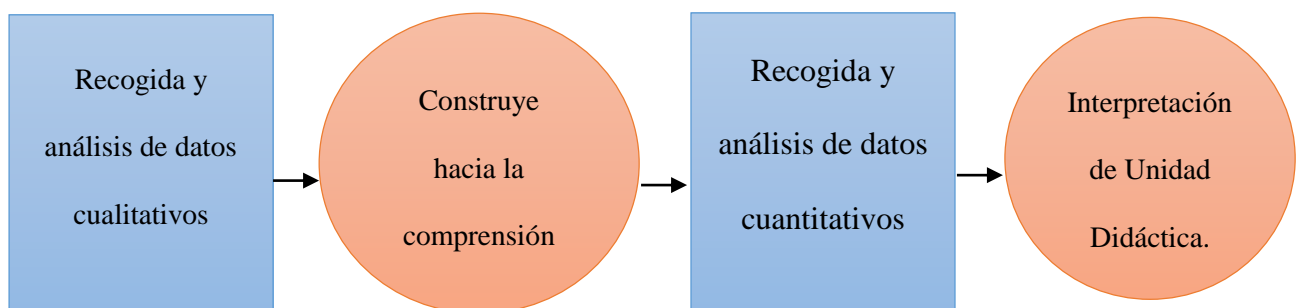 Recogida y
análisis de datos
cualitativos
Construye
hacia la
comprensión
Recogida y
análisis de datos
cuantitativos
Interpretación
de Unidad
Didáctica.